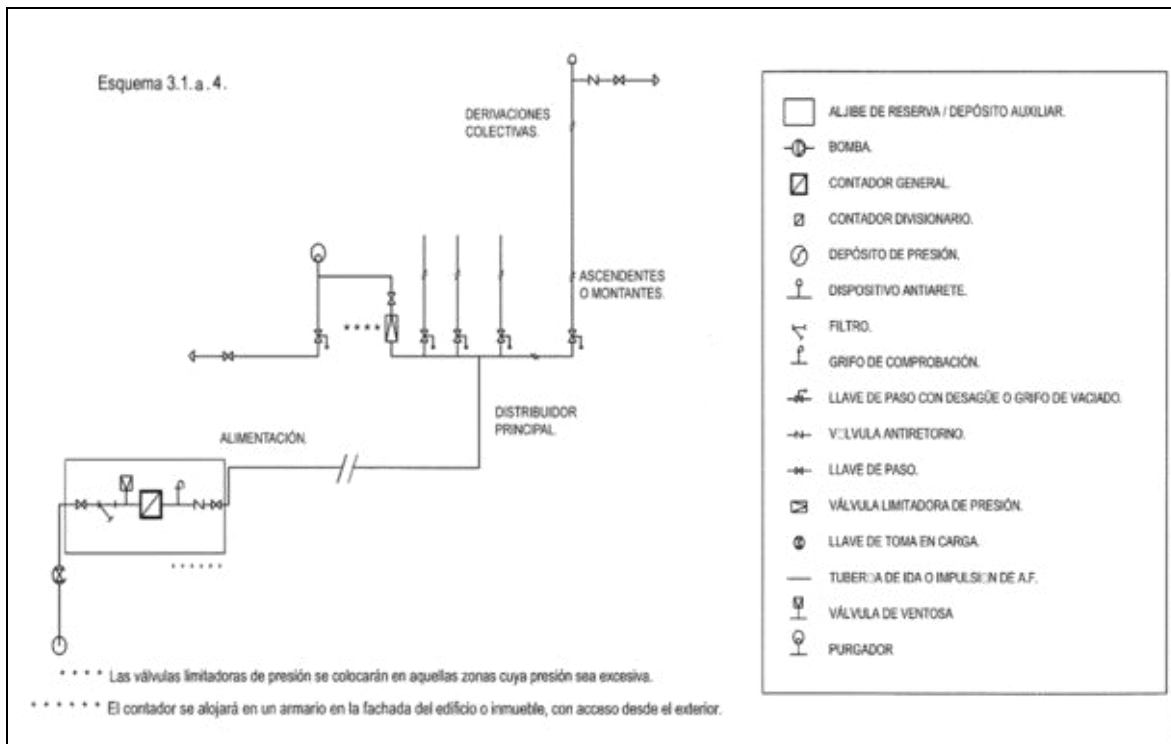 Esquema 3.1.a.4.
DERIVACIONES
COLECTIVAS.
ASCENDENTES
O MONTANTES.
* * * *
DISTRIBUIDOR
PRINCIPAL.
ALIMENTACIÓN.
* * * * * *
* * * * Las válvulas limitadoras de presión se colocarán en aquellas zonas cuya presión sea excesiva.
* * * * * * El contador se alojará en un armario en la fachada del edificio o inmueble, con acceso desde el exterior.
ALJIBE DE RESERVA / DEPÓSITO AUXILIAR.
BOMBA.
CONTADOR GENERAL.
CONTADOR DIVISIONARIO.
DEPÓSITO DE PRESIÓN.
DISPOSITIVO ANTIARETE.
FILTRO.
GRIFO DE COMPROBACIÓN.
LLAVE DE PASO CON DESAGÜE O GRIFO DE VACIADO.
V□LVULA ANTIRETORNO.
LLAVE DE PASO.
VÁLVULA LIMITADORA DE PRESIÓN.
LLAVE DE TOMA EN CARGA.
TUBER□A DE IDA O IMPULSI□N DE A.F.
VÁLVULA DE VENTOSA
PURGADOR